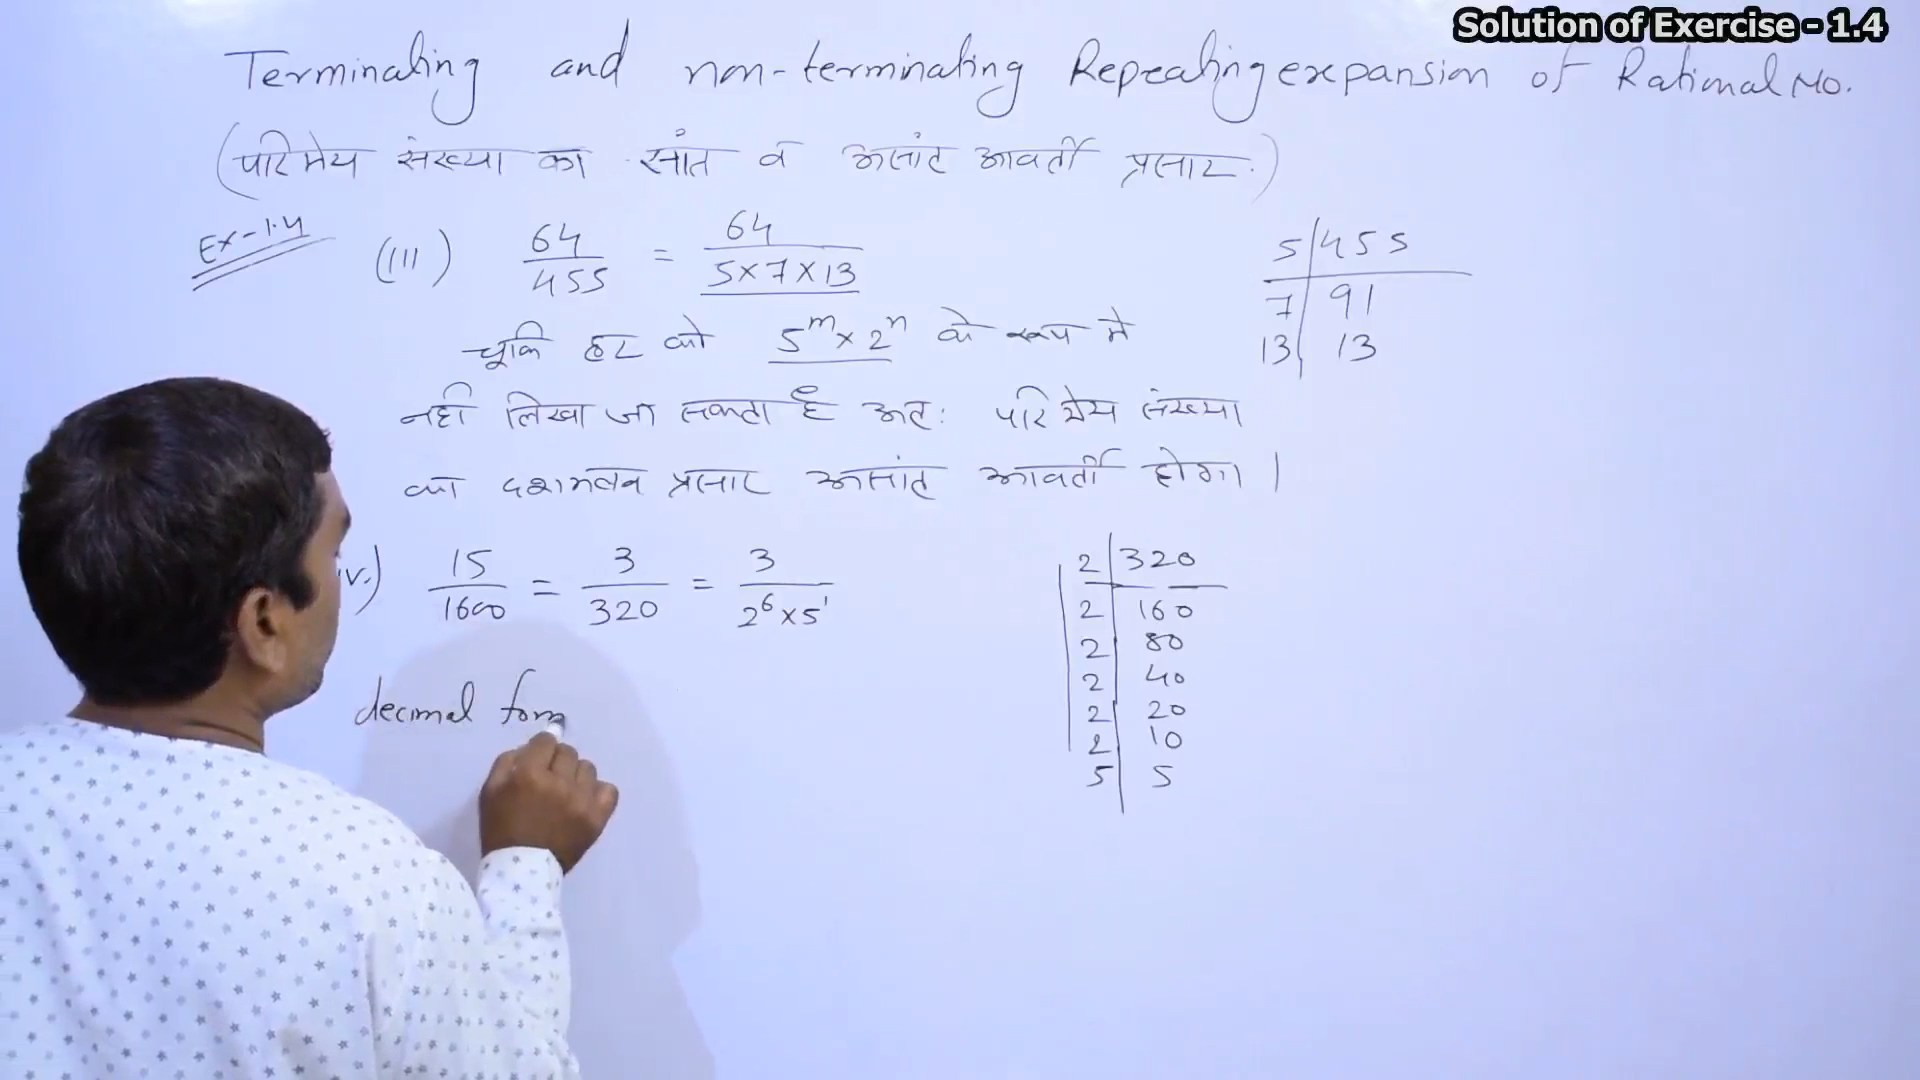 Solution of Exercise - 1.4
Terminating and non-terminating Repeating expansion of Rational No.
(परिमेय संख्या का सांत व असांत आवर्ती प्रसार.)
Ex-1.4
(III) 64/455 = 64/5×7×13
5|455
7|91
13|13
चूंकि हर को 5^m × 2^n के रूप मे
नही लिखा जा सकता है अतः परिमेय संख्या
का दशमलव प्रसार असांत आवर्ती होगा।
iv.) 15/1600 = 3/320 = 3/2^6×5^1
2|320
2|160
2|80
2|40
2|20
2|10
5|5
decimal form